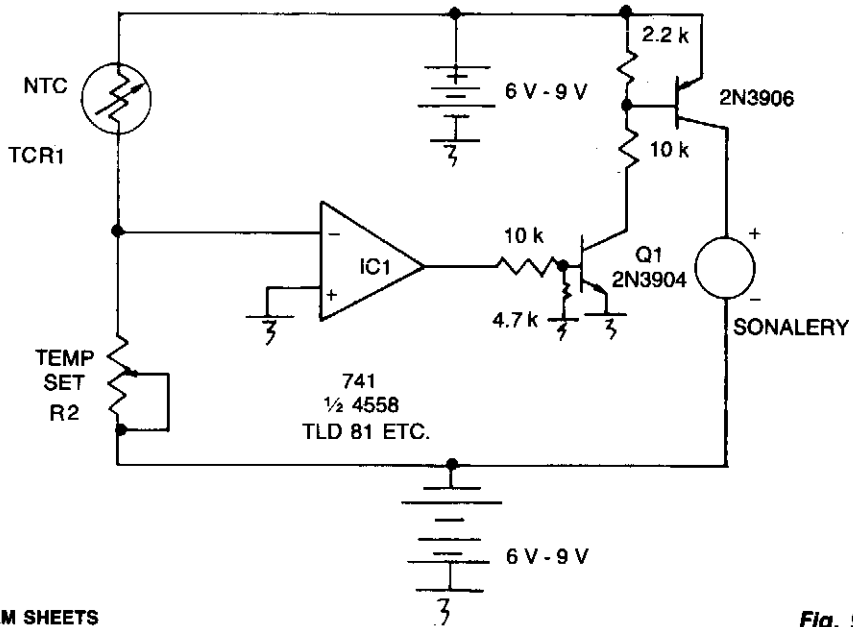 2.2 k
NTC
+
6 V - 9 V
2N3906
TCR1
10 k
−
10 k
IC1
Q1
+
2N3904
+
4.7 k
−
SONALERY
TEMP
SET
R2
741
½ 4558
TLD 81 ETC.
6 V - 9 V
M SHEETS
Fig. 9